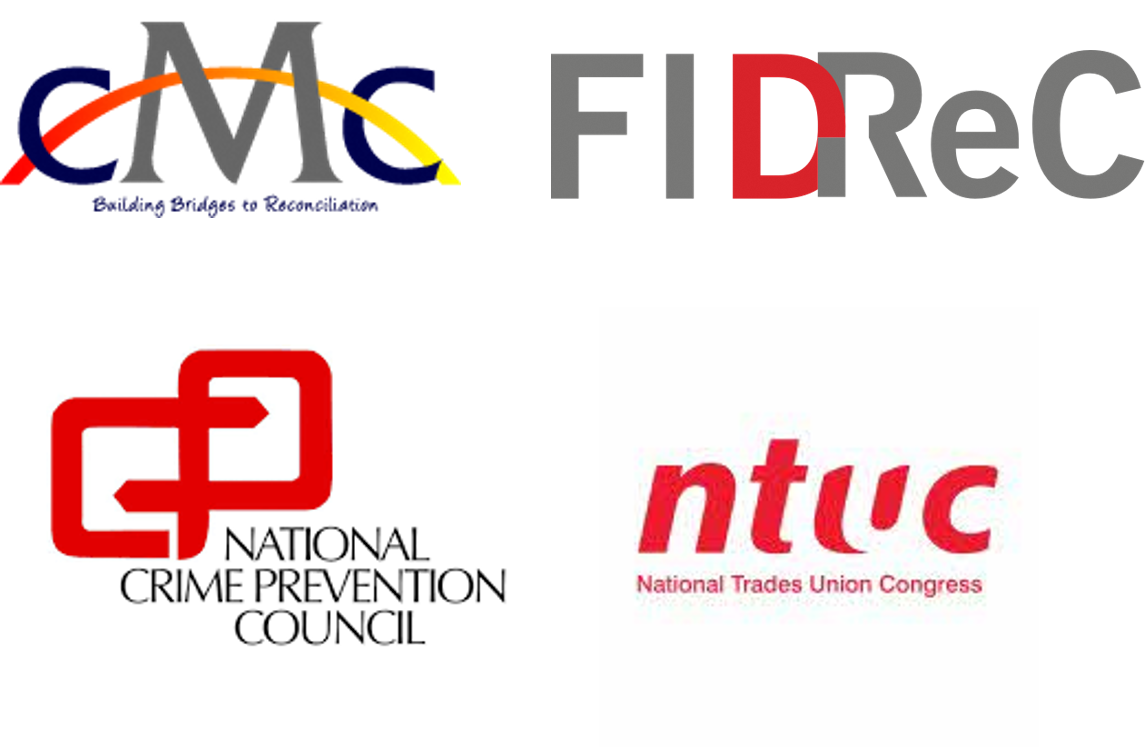 CMC
Building Bridges to Reconciliation
FIDReC
NATIONAL
CRIME PREVENTION
COUNCIL
ntuc
National Trades Union Congress